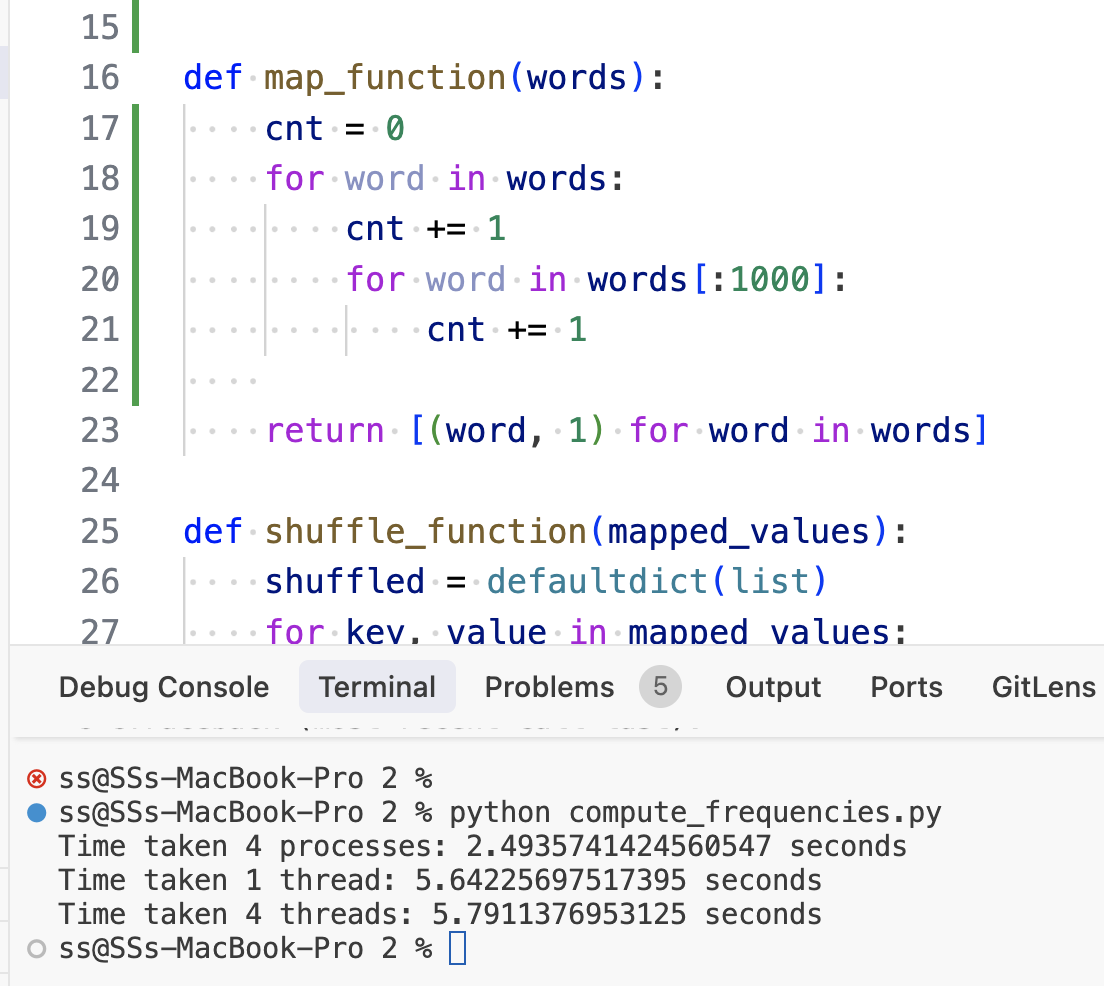 15
16 def map_function(words):
17     cnt = 0
18     for word in words:
19         cnt += 1
20         for word in words[:1000]:
21             cnt += 1
22
23     return [(word, 1) for word in words]
24
25 def shuffle_function(mapped_values):
26     shuffled = defaultdict(list)
27     for key, value in mapped_values:
Debug Console Terminal Problems 5 Output Ports GitLens
ss@SSs-MacBook-Pro 2 %
ss@SSs-MacBook-Pro 2 % python compute_frequencies.py
Time taken 4 processes: 2.4935741424560547 seconds
Time taken 1 thread: 5.64225697517395 seconds
Time taken 4 threads: 5.7911376953125 seconds
ss@SSs-MacBook-Pro 2 %